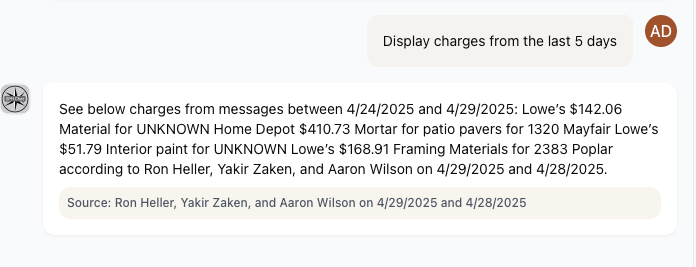 Display charges from the last 5 days
AD
See below charges from messages between 4/24/2025 and 4/29/2025: Lowe's $142.06
Material for UNKNOWN Home Depot $410.73 Mortar for patio pavers for 1320 Mayfair Lowe's
$51.79 Interior paint for UNKNOWN Lowe's $168.91 Framing Materials for 2383 Poplar
according to Ron Heller, Yakir Zaken, and Aaron Wilson on 4/29/2025 and 4/28/2025.
Source: Ron Heller, Yakir Zaken, and Aaron Wilson on 4/29/2025 and 4/28/2025